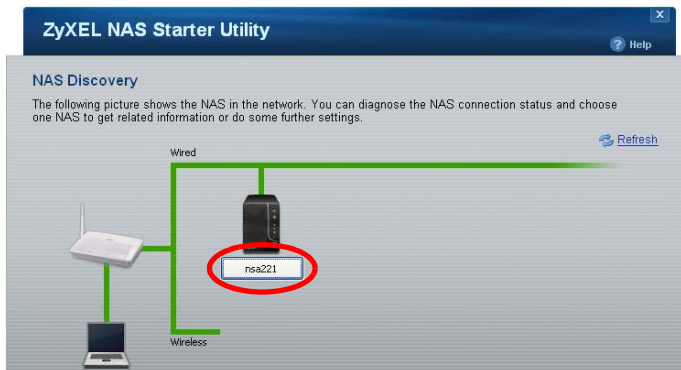 ZyXEL NAS Starter Utility
X
? Help
NAS Discovery
The following picture shows the NAS in the network. You can diagnose the NAS connection status and choose
one NAS to get related information or do some further settings.
Refresh
Wired
nsa221
Wireless